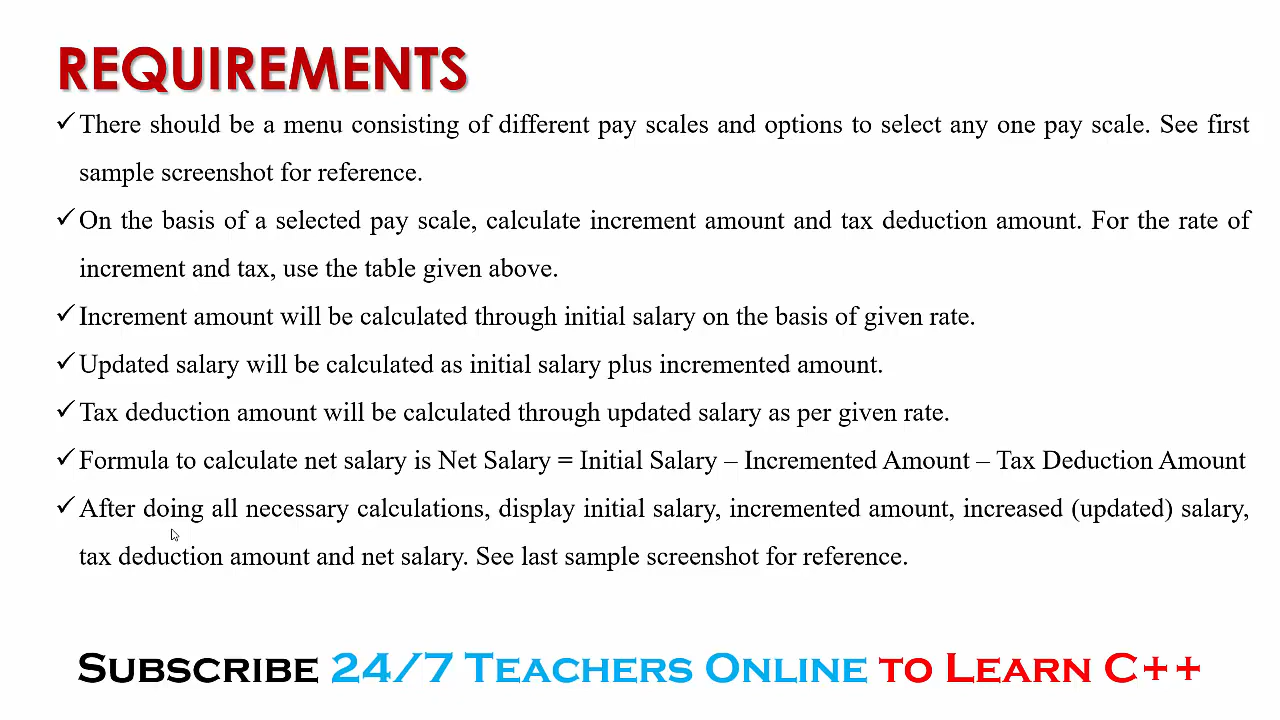 REQUIREMENTS
✓ There should be a menu consisting of different pay scales and options to select any one pay scale. See first
sample screenshot for reference.
✓ On the basis of a selected pay scale, calculate increment amount and tax deduction amount. For the rate of
increment and tax, use the table given above.
✓ Increment amount will be calculated through initial salary on the basis of given rate.
✓ Updated salary will be calculated as initial salary plus incremented amount.
✓ Tax deduction amount will be calculated through updated salary as per given rate.
✓ Formula to calculate net salary is Net Salary = Initial Salary – Incremented Amount – Tax Deduction Amount
✓ After doing all necessary calculations, display initial salary, incremented amount, increased (updated) salary,
tax deduction amount and net salary. See last sample screenshot for reference.
Subscribe 24/7 Teachers Online to Learn C++